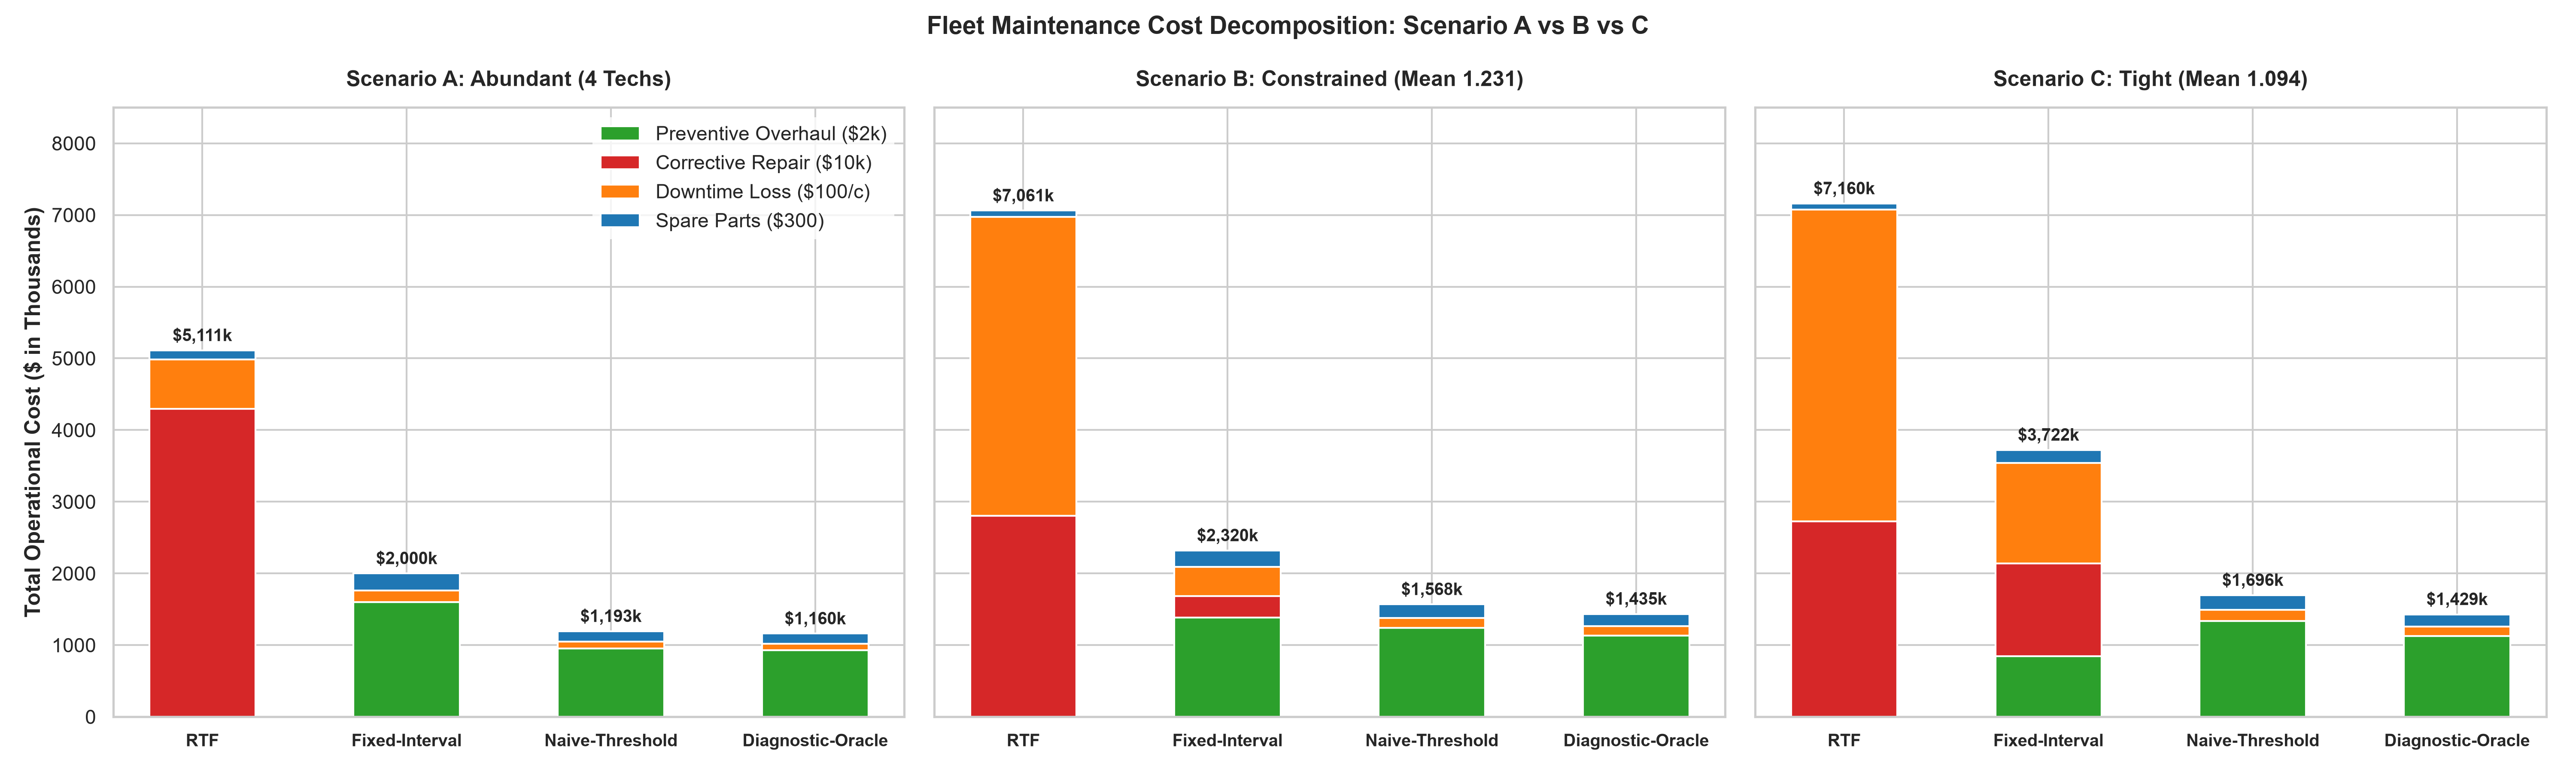 Fleet Maintenance Cost Decomposition: Scenario A vs B vs C
Total Operational Cost ($ in Thousands)
Scenario A: Abundant (4 Techs)
8000
7000
6000
5000
4000
3000
2000
1000
0
Preventive Overhaul ($2k)
Corrective Repair ($10k)
Downtime Loss ($100/c)
Spare Parts ($300)
$5,111k
$2,000k
$1,193k
$1,160k
RTF
Fixed-Interval
Naive-Threshold
Diagnostic-Oracle
Scenario B: Constrained (Mean 1.231)
$7,061k
$2,320k
$1,568k
$1,435k
RTF
Fixed-Interval
Naive-Threshold
Diagnostic-Oracle
Scenario C: Tight (Mean 1.094)
$7,160k
$3,722k
$1,696k
$1,429k
RTF
Fixed-Interval
Naive-Threshold
Diagnostic-Oracle